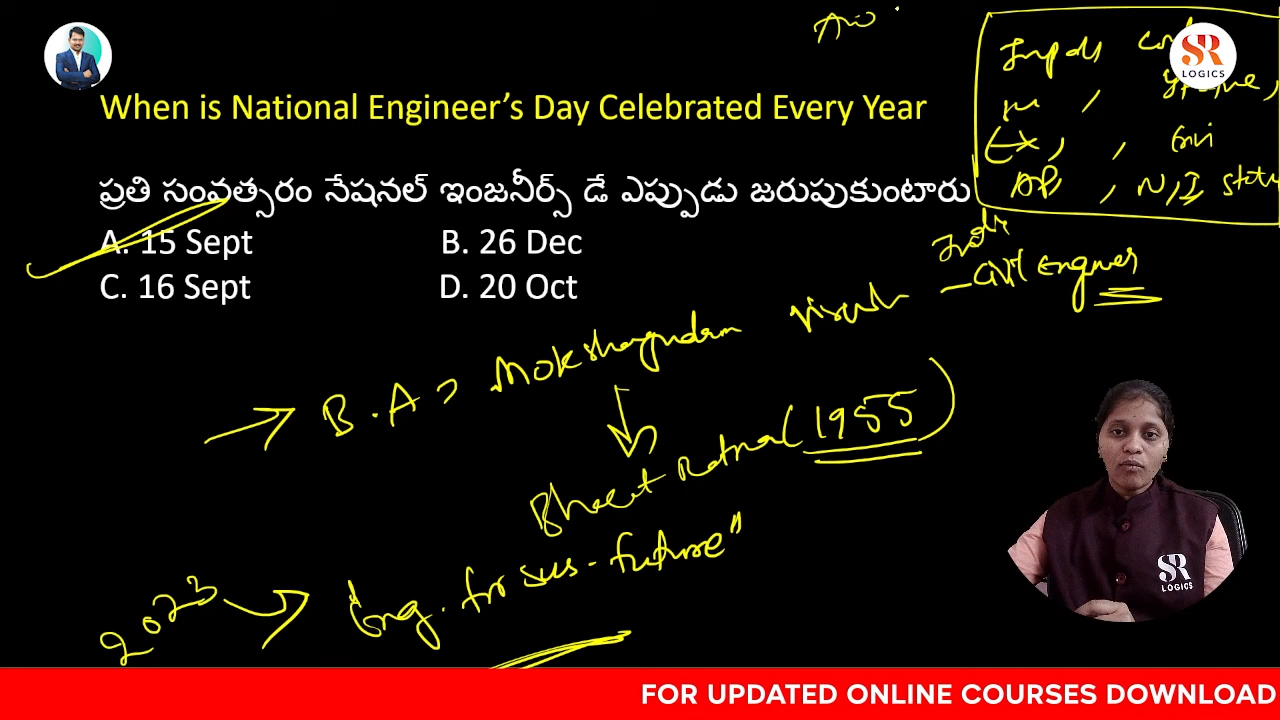 SR
LOGICS
When is National Engineer’s Day Celebrated Every Year
ప్రతి సంవత్సరం నేషనల్ ఇంజనీర్స్ డే ఎప్పుడు జరుపుకుంటారు
A. 15 Sept B. 26 Dec
C. 16 Sept D. 20 Oct
Civil Engineer
B.A > Mokshagundam
Bharat Ratna (1955)
2023 Eng. for sus. future"
SR
LOGICS
FOR UPDATED ONLINE COURSES DOWNLOAD